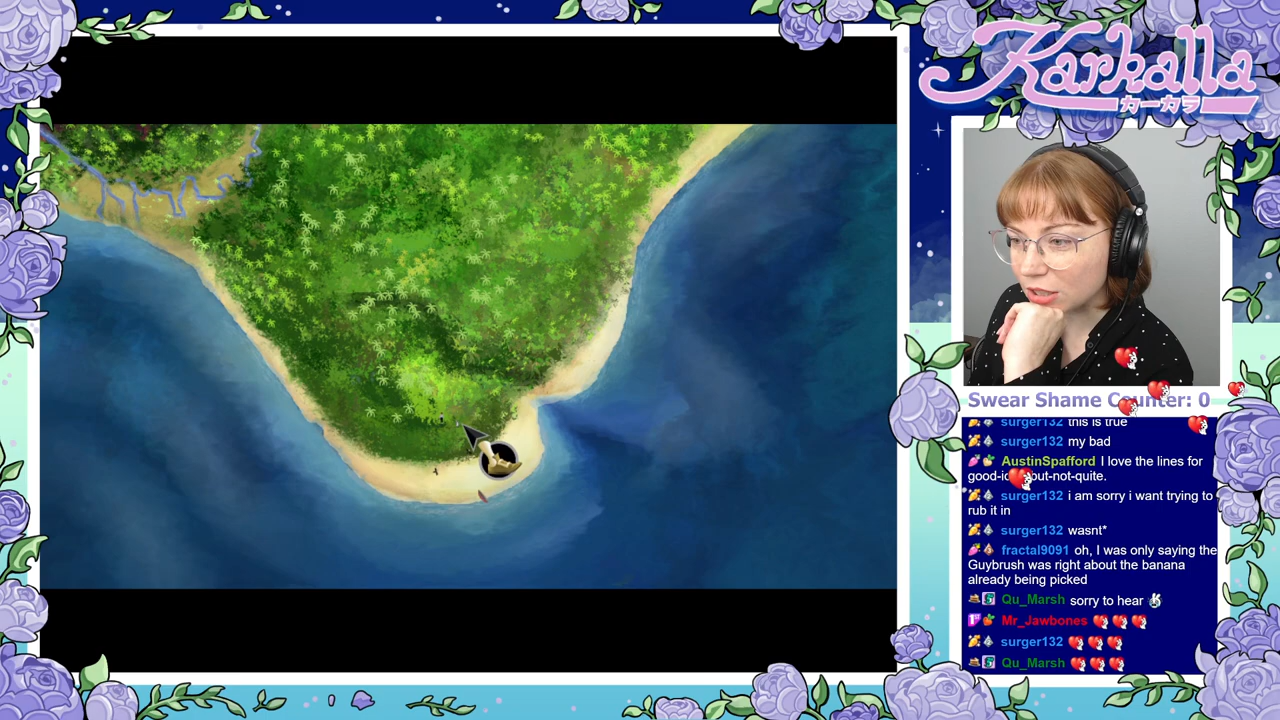 Karkalla
カーカラ
Swear Shame Counter: 0
surger132 this is true
surger132 my bad
AustinSpafford I love the lines for
good-id but-not-quite.
surger132 i am sorry i want trying to
rub it in
surger132 wasnt*
fractal9091 oh, I was only saying the
Guybrush was right about the banana
already being picked
Qu_Marsh sorry to hear
Mr_Jawbones
surger132
Qu_Marsh